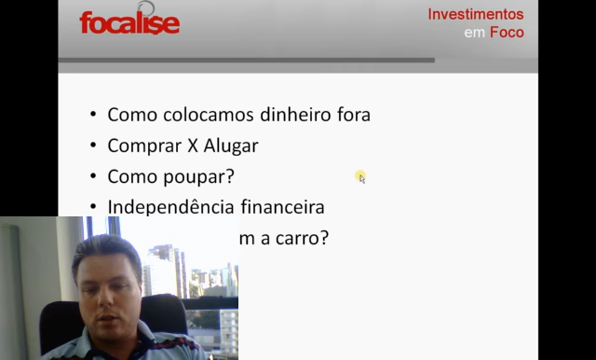 focalise
Investimentos
em Foco
• Como colocamos dinheiro fora
• Comprar X Alugar
• Como poupar?
• Independência financeira
m a carro?